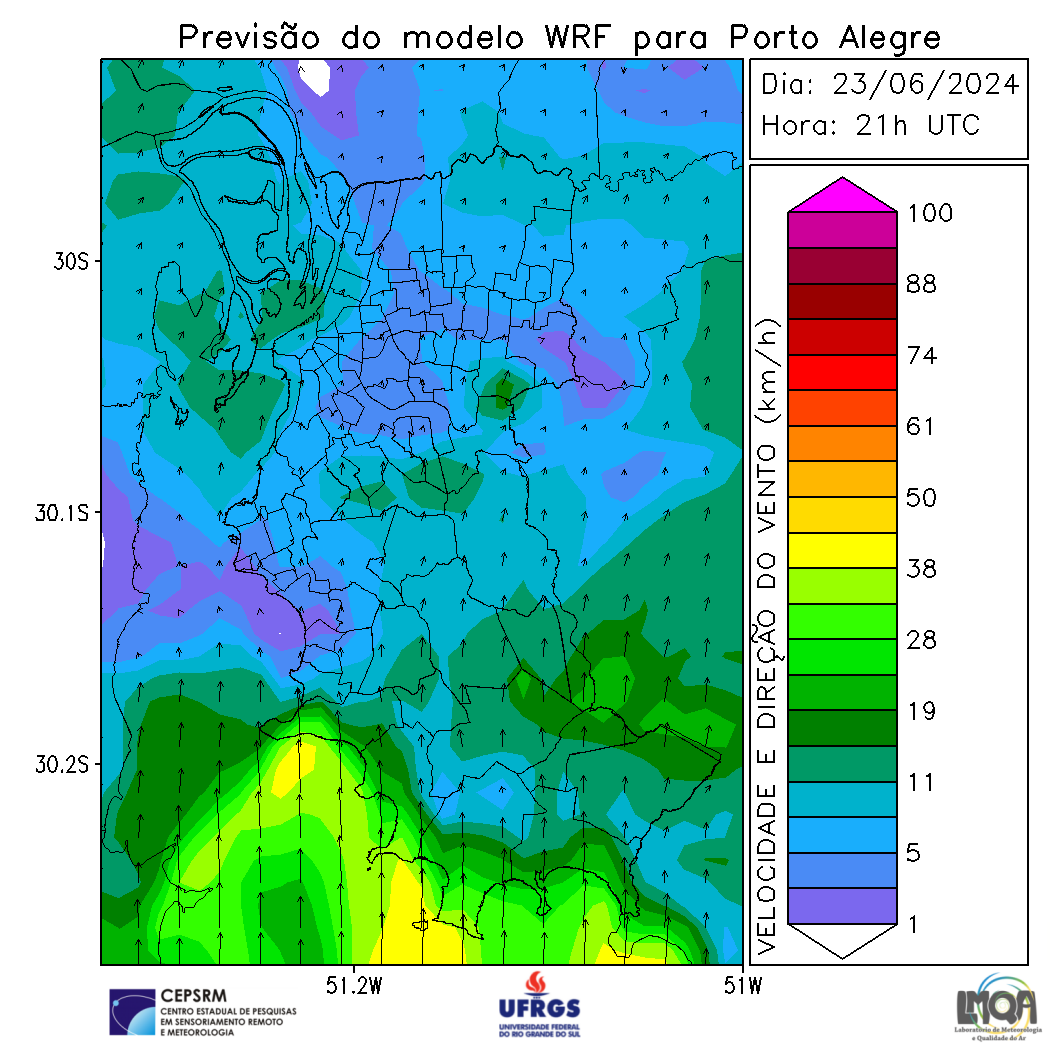 Previsão do modelo WRF para Porto Alegre
Dia: 23/06/2024
Hora: 21h UTC
30S
30.1S
30.2S
51.2W
51W
VELOCIDADE E DIREÇÃO DO VENTO (km/h)
100
88
74
61
50
38
28
19
11
5
1
CEPSRM
CENTRO ESTADUAL DE PESQUISAS
EM SENSORIAMENTO REMOTO
E METEOROLOGIA
UFRGS
UNIVERSIDADE FEDERAL
DO RIO GRANDE DO SUL
LMQA
Laboratório de Meteorologia
e Qualidade do Ar